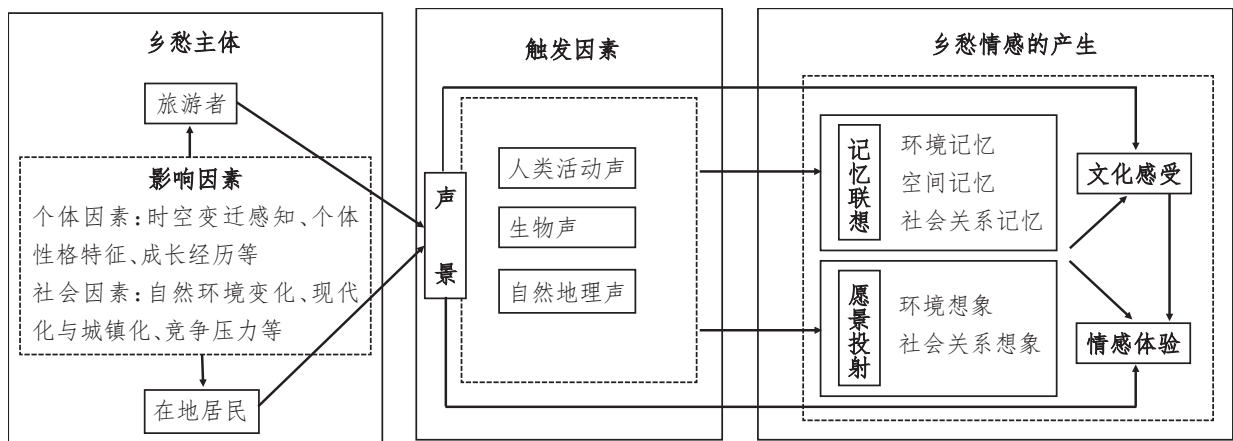 乡愁主体
旅游者
影响因素
个体因素:时空变迁感知、个体
性格特征、成长经历等
社会因素:自然环境变化、现代
化与城镇化、竞争压力等
在地居民
触发因素
声景
人类活动声
生物声
自然地理声
乡愁情感的产生
记忆联想
环境记忆
空间记忆
社会关系记忆
愿景投射
环境想象
社会关系想象
文化感受
情感体验